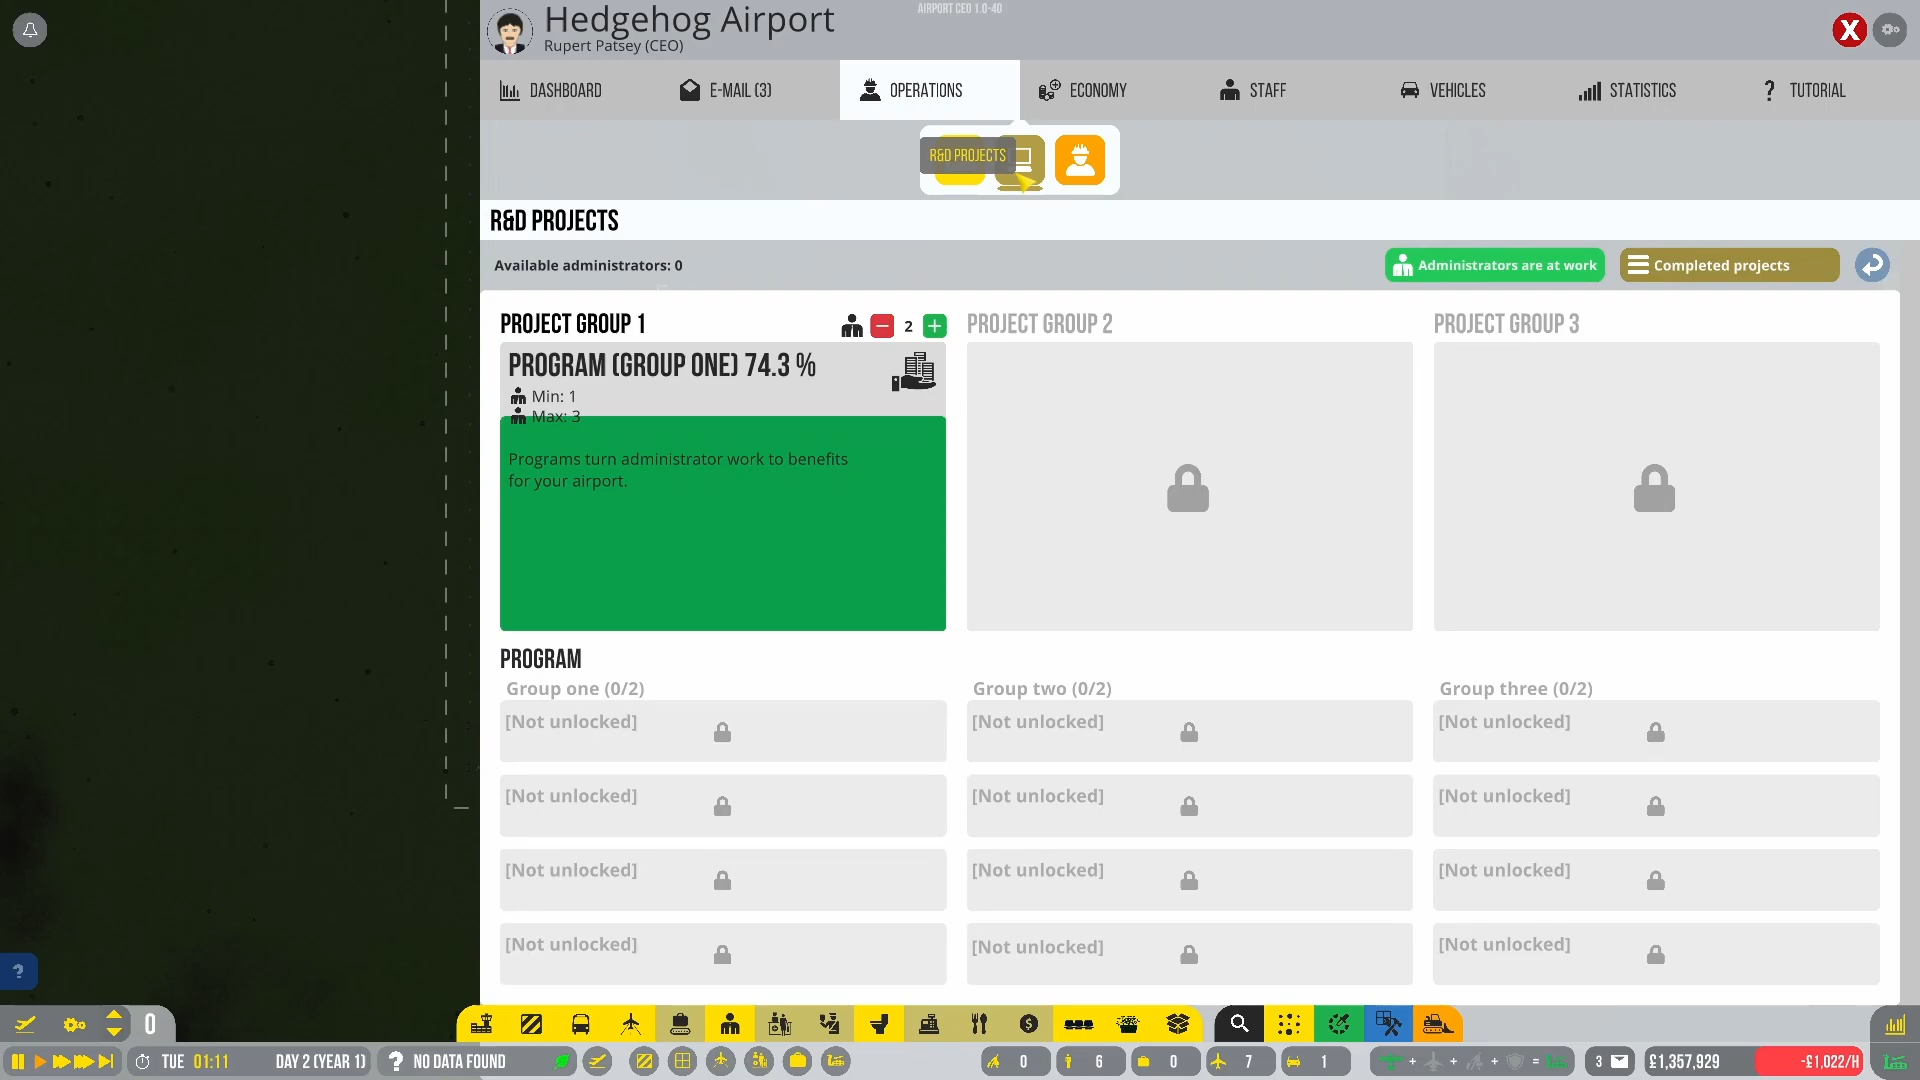 AIRPORT CEO 1.0-40
Hedgehog Airport
Rupert Patsey (CEO)
X
DASHBOARD
E-MAIL (3)
OPERATIONS
ECONOMY
STAFF
VEHICLES
STATISTICS
? TUTORIAL
R&D PROJECTS
R&D PROJECTS
Available administrators: 0
Administrators are at work
Completed projects
PROJECT GROUP 1
2
PROJECT GROUP 2
PROJECT GROUP 3
PROGRAM (GROUP ONE) 74.3 %
Min: 1
Max: 3
Programs turn administrator work to benefits
for your airport.
PROGRAM
Group one (0/2)
Group two (0/2)
Group three (0/2)
[Not unlocked]
[Not unlocked]
[Not unlocked]
[Not unlocked]
[Not unlocked]
[Not unlocked]
[Not unlocked]
[Not unlocked]
[Not unlocked]
[Not unlocked]
[Not unlocked]
[Not unlocked]
?
0
TUE 01:11
DAY 2 (YEAR 1)
? NO DATA FOUND
0
6
0
7
1
+ + + =
3
£1,357,929
-£1,022/H